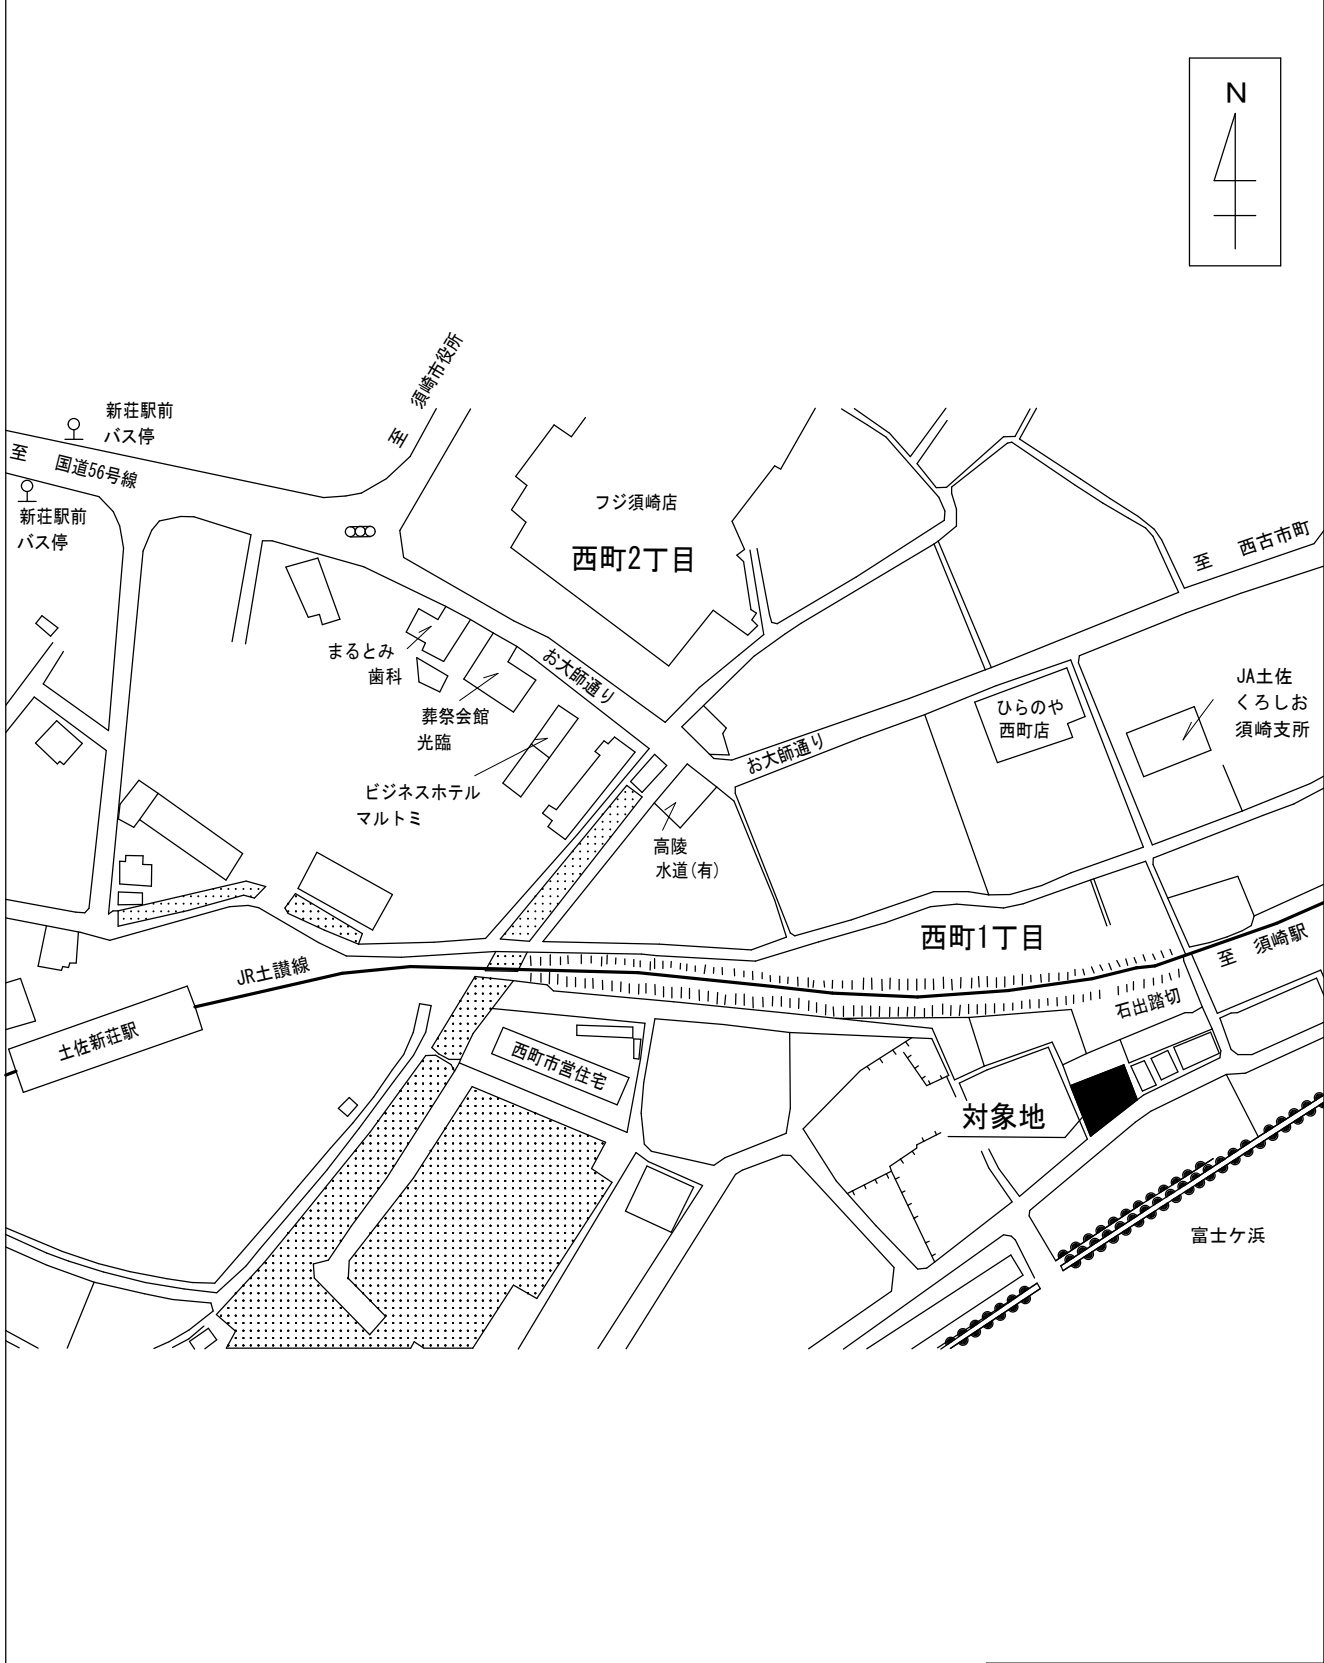 N
至 須崎市役所
新荘駅前
バス停
至 国道56号線
新荘駅前
バス停
フジ須崎店
西町2丁目
至 西古市町
まるとみ
歯科
お大師通り
葬祭会館
光臨
ビジネスホテル
マルトミ
お大師通り
ひらのや
西町店
JA土佐
くろしお
須崎支所
高陵
水道(有)
西町1丁目
至 須崎駅
JR土讃線
石出踏切
土佐新荘駅
西町市営住宅
対象地
富士ケ浜